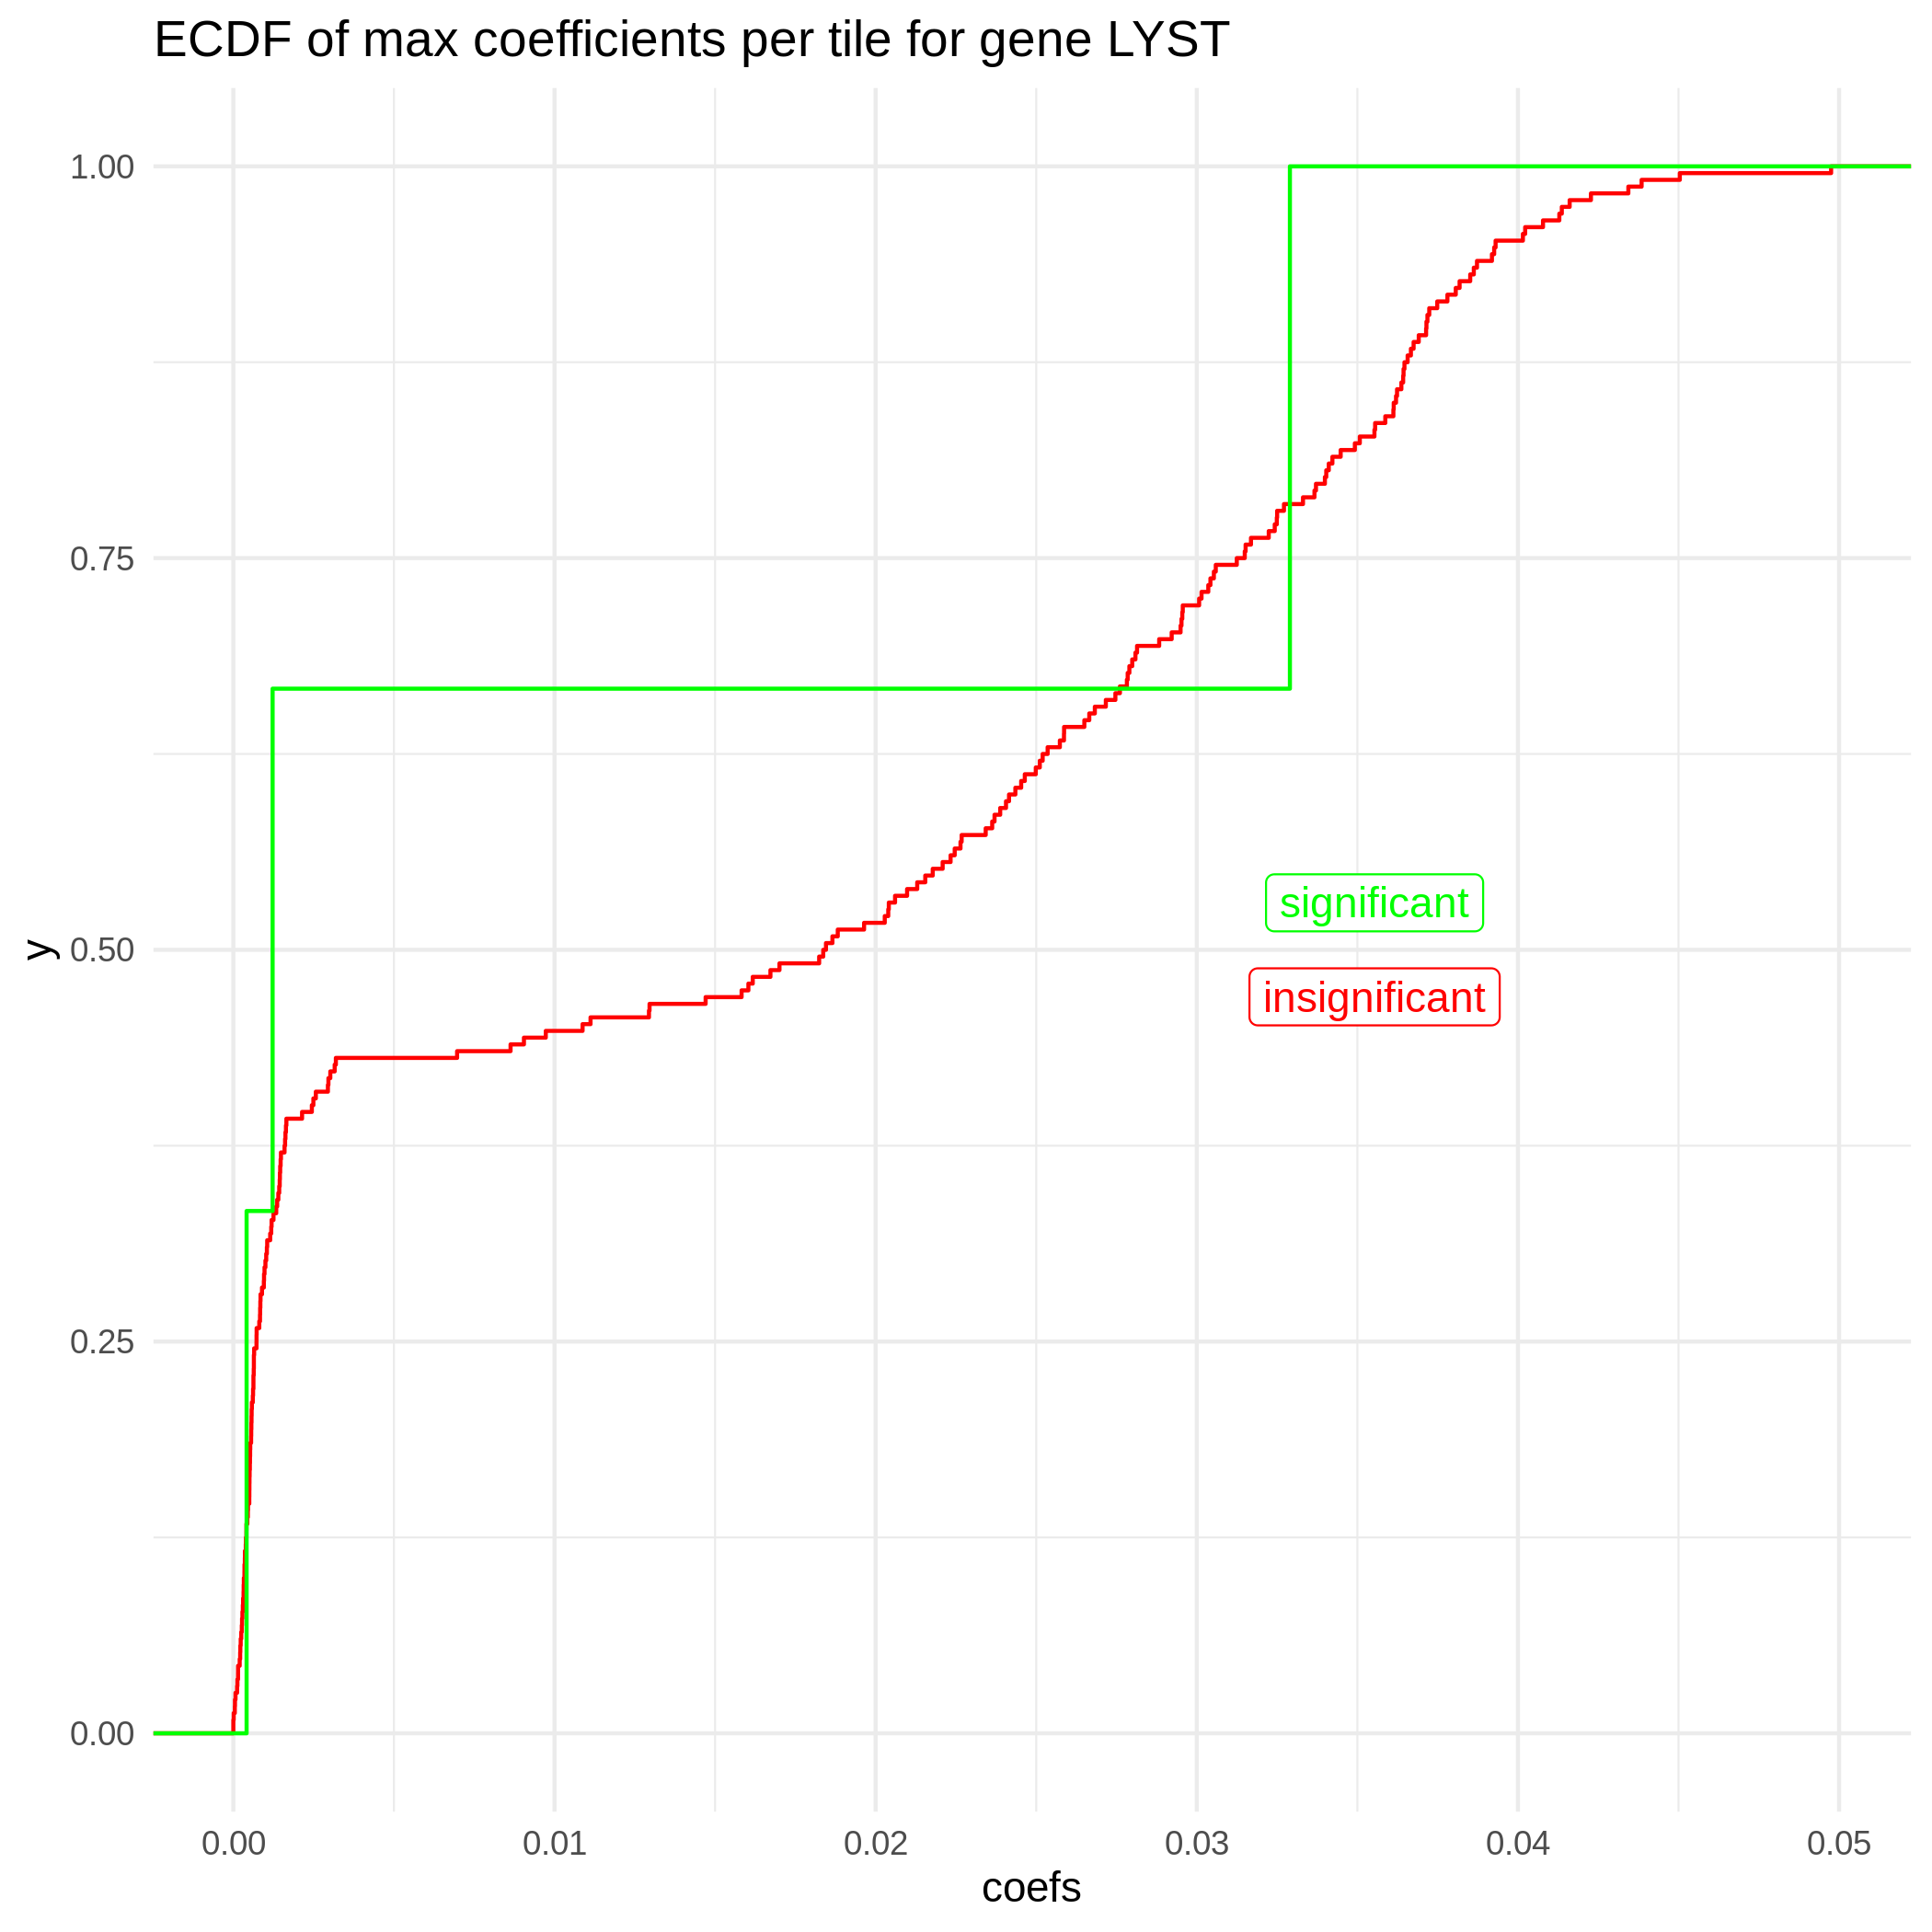 ECDF of max coefficients per tile for gene LYST
1.00
0.75
0.50
0.25
0.00
y
significant
insignificant
0.00 0.01 0.02 0.03 0.04 0.05
coefs